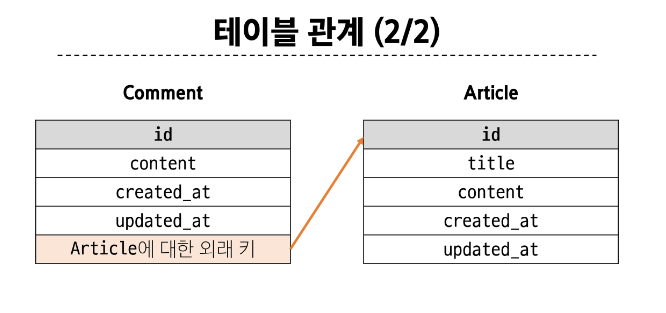 테이블 관계 (2/2)
Comment
id
content
created_at
updated_at
Article에 대한 외래 키
Article
id
title
content
created_at
updated_at